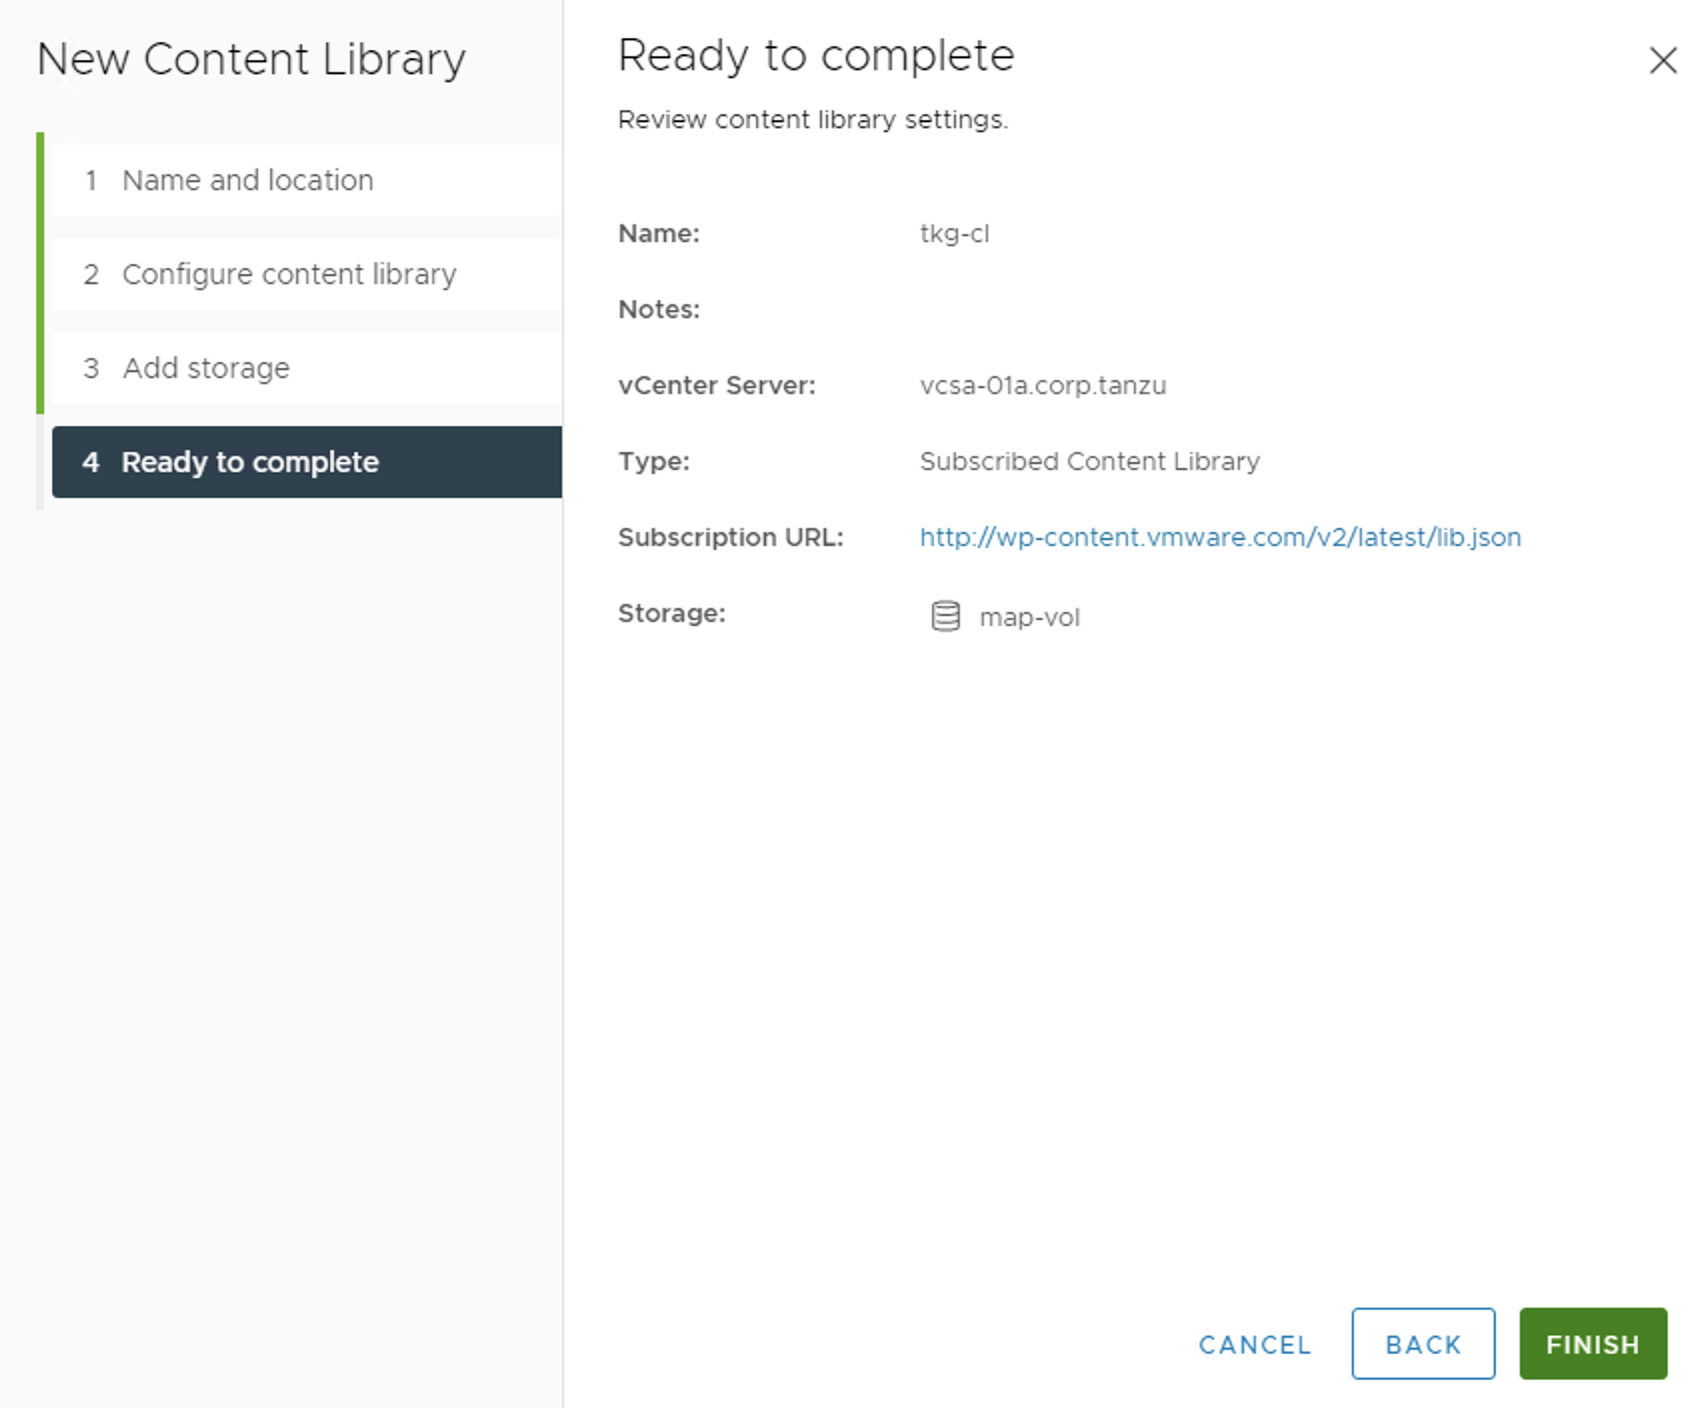 New Content Library
1 Name and location
2 Configure content library
3 Add storage
4 Ready to complete
Ready to complete
Review content library settings.
Name: tkg-cl
Notes:
vCenter Server: vcsa-01a.corp.tanzu
Type: Subscribed Content Library
Subscription URL: http://wp-content.vmware.com/v2/latest/lib.json
Storage: map-vol
CANCEL BACK FINISH